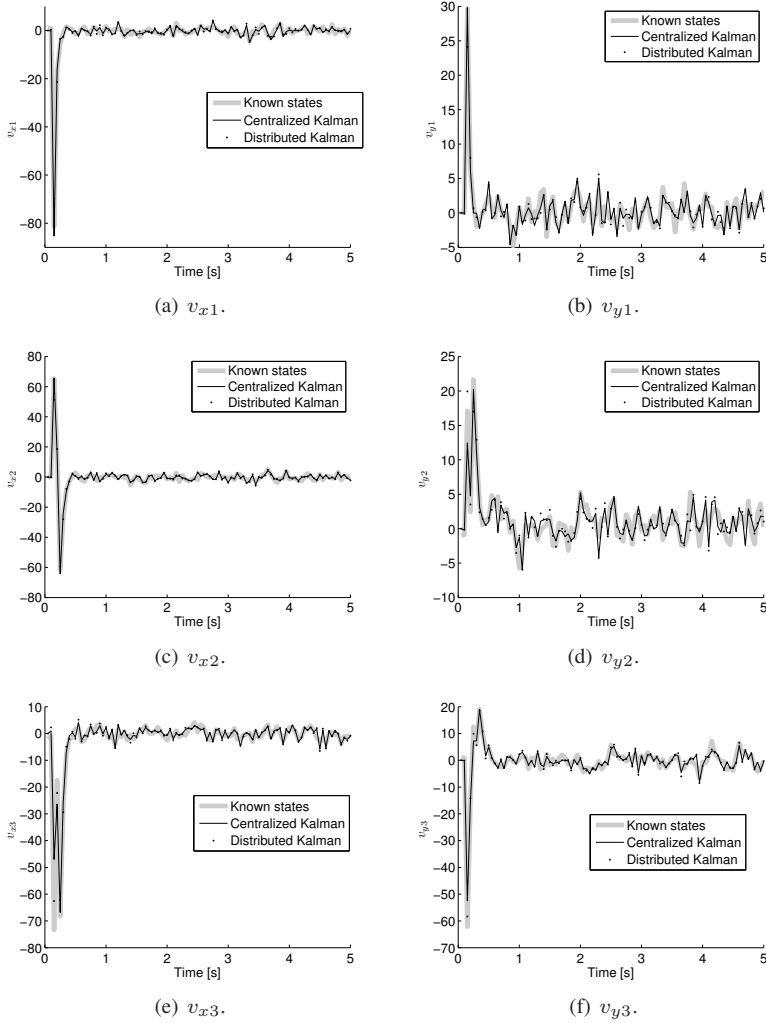 0
−20
−40
−60
−80
v_{x1}
Known states
Centralized Kalman
Distributed Kalman
0 1 2 3 4 5
Time [s]
(a) v_{x1}.
30
25
20
15
10
5
0
−5
v_{y1}
Known states
Centralized Kalman
Distributed Kalman
0 1 2 3 4 5
Time [s]
(b) v_{y1}.
80
60
40
20
0
−20
−40
−60
−80
v_{x2}
Known states
Centralized Kalman
Distributed Kalman
0 1 2 3 4 5
Time [s]
(c) v_{x2}.
25
20
15
10
5
0
−5
−10
v_{y2}
Known states
Centralized Kalman
Distributed Kalman
0 1 2 3 4 5
Time [s]
(d) v_{y2}.
10
0
−10
−20
−30
−40
−50
−60
−70
−80
v_{x3}
Known states
Centralized Kalman
Distributed Kalman
0 1 2 3 4 5
Time [s]
(e) v_{x3}.
20
10
0
−10
−20
−30
−40
−50
−60
−70
v_{y3}
Known states
Centralized Kalman
Distributed Kalman
0 1 2 3 4 5
Time [s]
(f) v_{y3}.